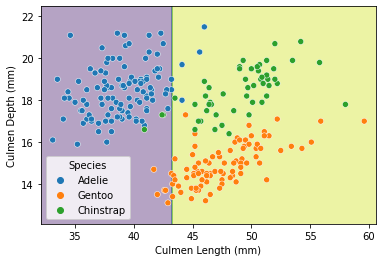 22
20
18
16
14
Culmen Depth (mm)
Species
Adelie
Gentoo
Chinstrap
35
40
45
50
55
60
Culmen Length (mm)